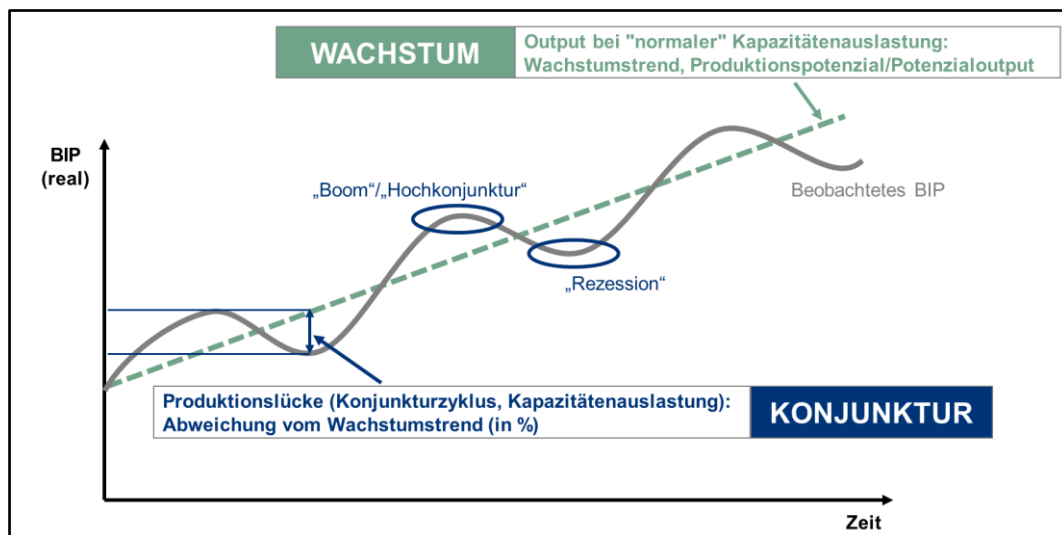 WACHSTUM
Output bei "normaler" Kapazitätenauslastung:
Wachstumstrend, Produktionspotenzial/Potenzialoutput
BIP
(real)
„Boom“/„Hochkonjunktur“
Beobachtetes BIP
„Rezession“
Produktionslücke (Konjunkturzyklus, Kapazitätenauslastung):
Abweichung vom Wachstumstrend (in %)
KONJUNKTUR
Zeit